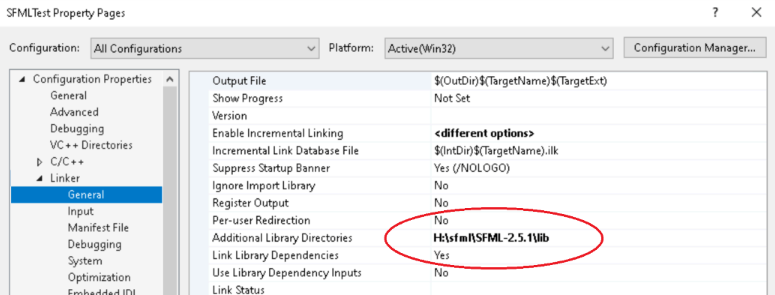 SFMLTest Property Pages ? ×
Configuration: All Configurations Platform: Active(Win32) Configuration Manager...
Configuration Properties
General
Advanced
Debugging
VC++ Directories
C/C++
Linker
General
Input
Manifest File
Debugging
System
Optimization
Embedded IDL
Output File $(OutDir)$(TargetName)$(TargetExt)
Show Progress Not Set
Version
Enable Incremental Linking <different options>
Incremental Link Database File $(IntDir)$(TargetName).ilk
Suppress Startup Banner Yes (/NOLOGO)
Ignore Import Library No
Register Output No
Per-user Redirection No
Additional Library Directories H:\sfml\SFML-2.5.1\lib
Link Library Dependencies Yes
Use Library Dependency Inputs No
Link Status